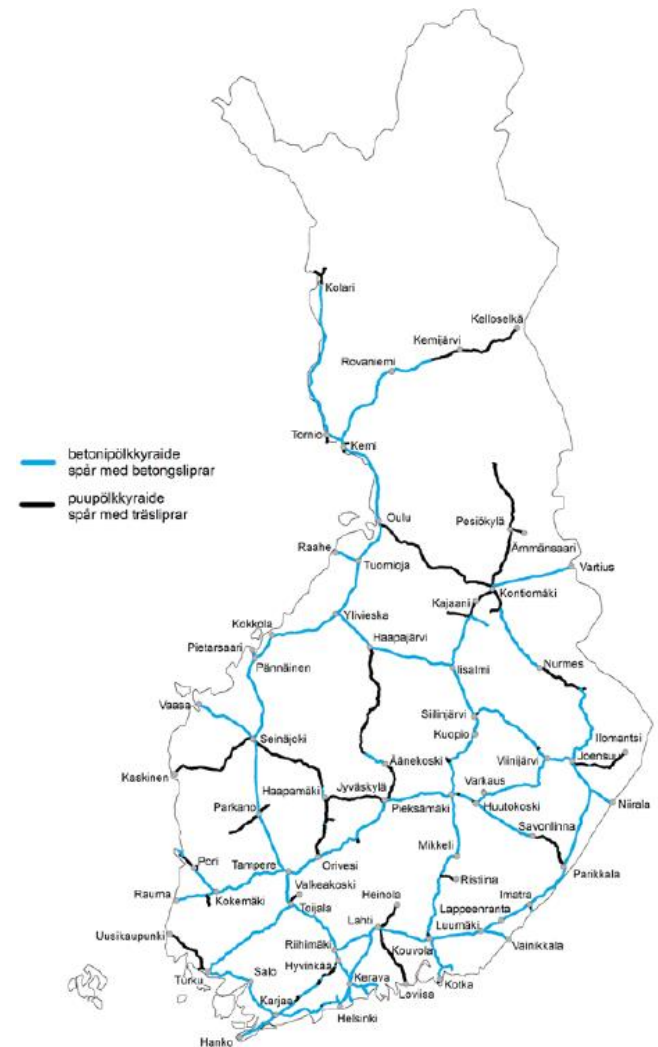 Kolari
Kelloselkä
Kemijärvi
Rovaniemi
Tornio
Kemi
betonipölkkyraide
spår med betongsliprar
puupölkkyraide
spår med träsliprar
Oulu
Pesiökylä
Ämmänsaari
Raahe
Tuomioja
Vartius
Kontiomäki
Kajaani
Ylivieska
Kokkola
Haapajärvi
Pietarsaari
Pännäinen
Iisalmi
Nurmes
Vaasa
Siilinjärvi
Seinäjoki
Kuopio
Ilomantsi
Viinijärvi
Joensuu
Äänekoski
Kaskinen
Haapamäki
Jyväskylä
Varkaus
Parkano
Pieksämäki
Huutokoski
Niirala
Savonlinna
Mikkeli
Pori
Tampere
Orivesi
Parikkala
Valkeakoski
Ristiina
Rauma
Kokemäki
Heinola
Imatra
Toijala
Lappeenranta
Lahti
Luumäki
Uusikaupunki
Riihimäki
Kouvola
Vainikkala
Hyvinkää
Turku
Salo
Kerava
Kotka
Loviisa
Karjaa
Helsinki
Hanko